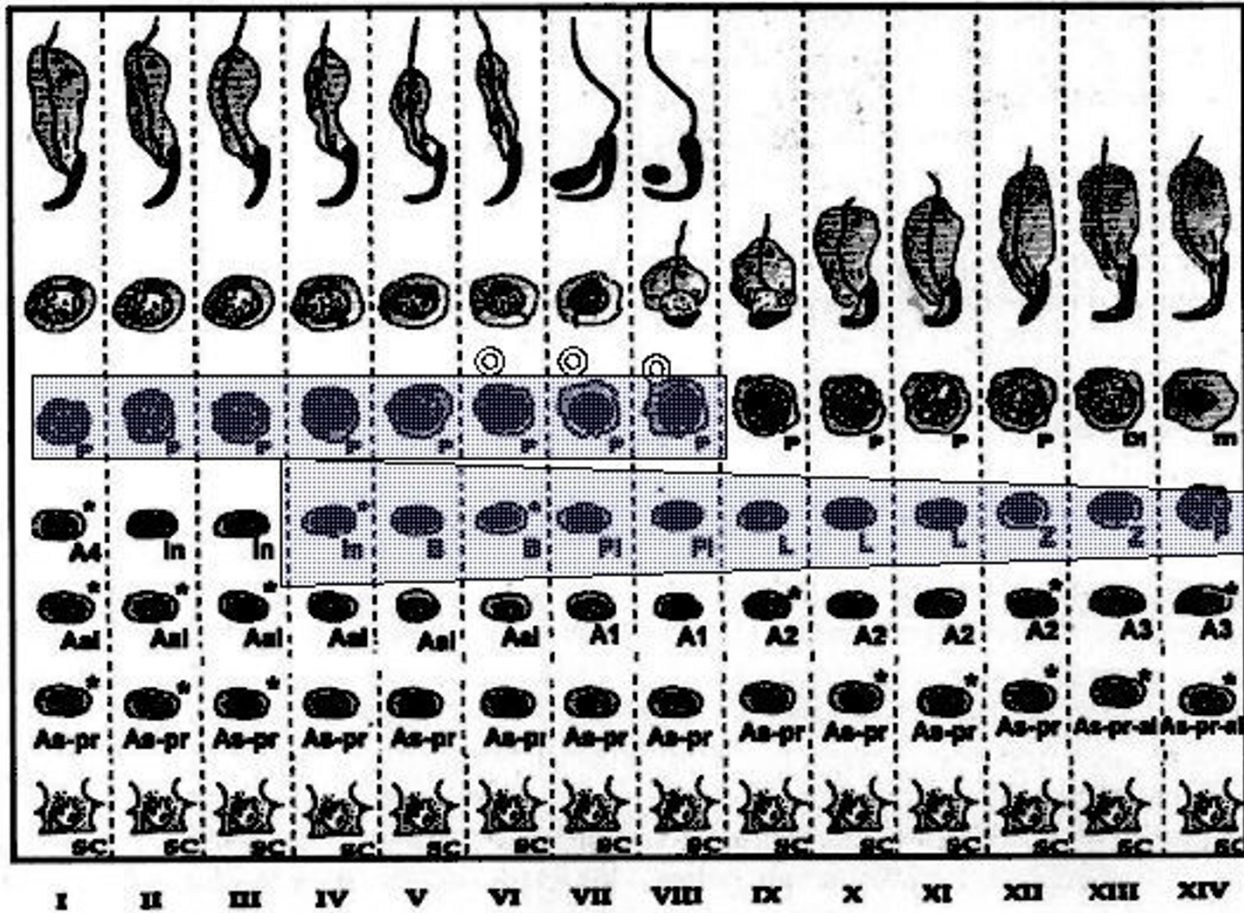 P P P P P P P P P P P P Di m
A4* In In In* B B* Pl Pl L L L Z Z P
Aal* Aal* Aal* Aal Aal Aal A1 A1 A2* A2 A2 A2* A3 A3*
As-pr* As-pr* As-pr* As-pr As-pr As-pr As-pr As-pr As-pr As-pr* As-pr* As-pr* As-pr-al* As-pr-al*
SC SC SC SC SC SC SC SC SC SC SC SC SC SC
I II III IV V VI VII VIII IX X XI XII XIII XIV